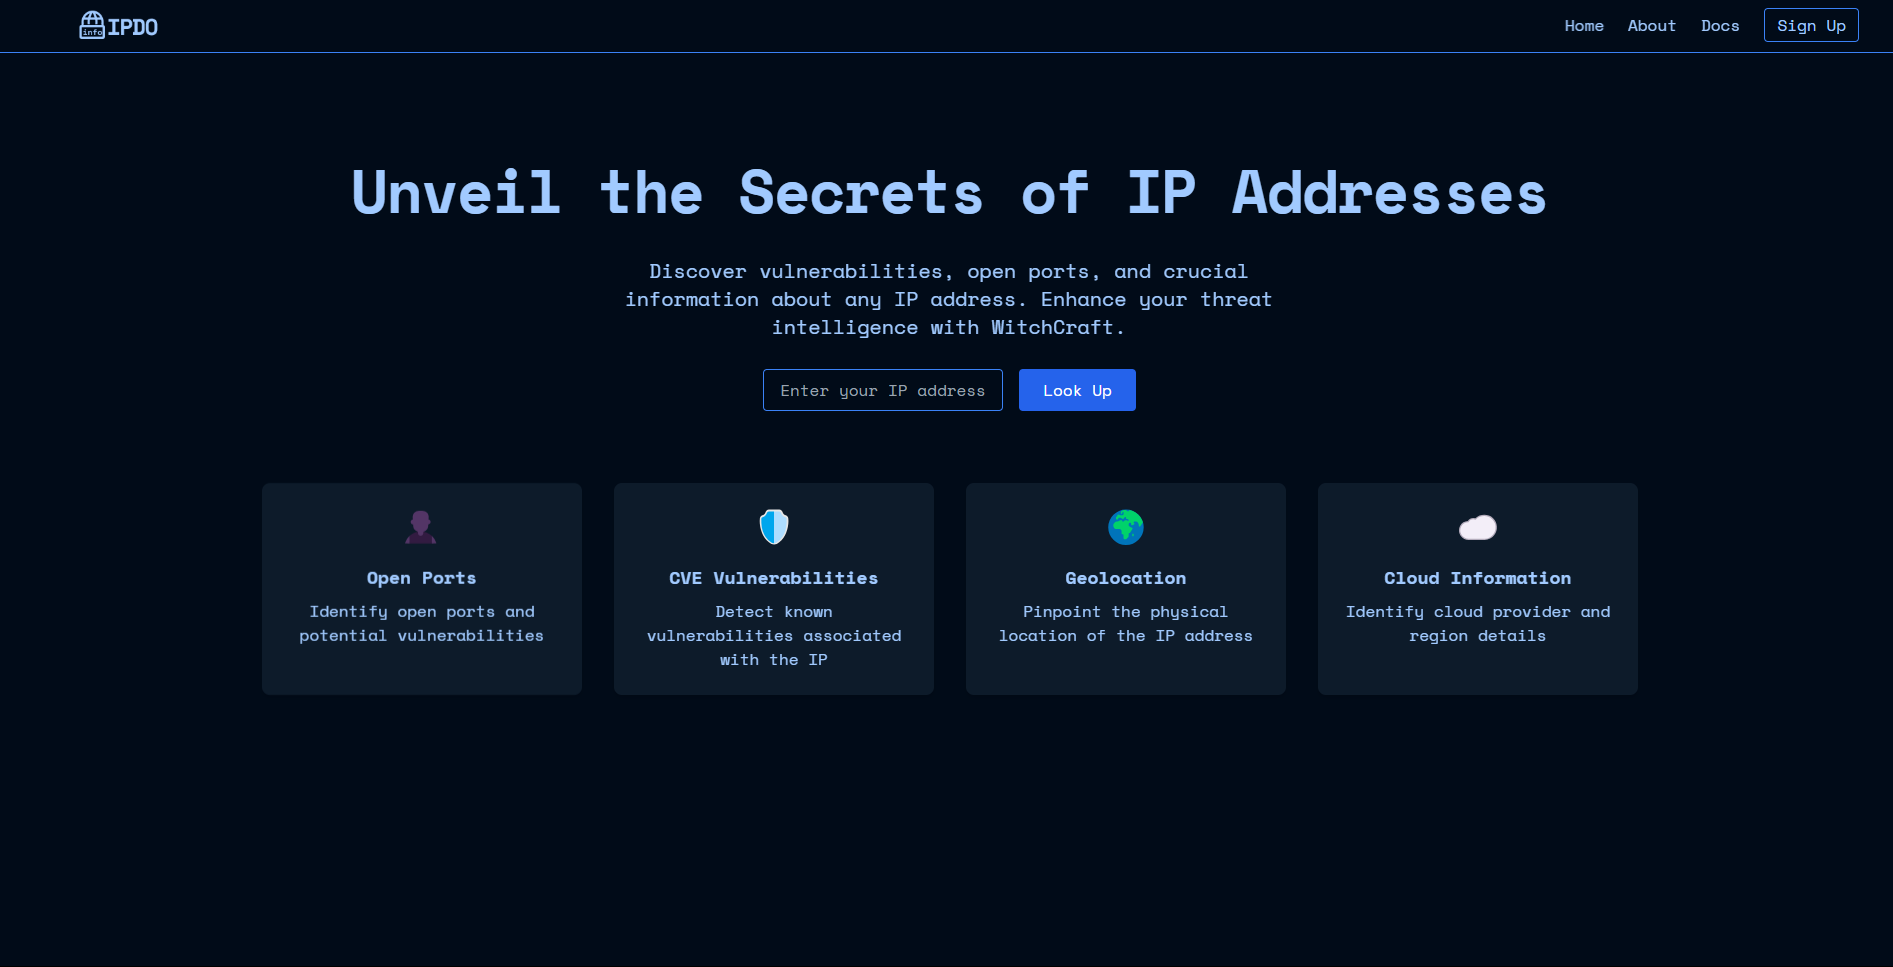 info IPDO
Home About Docs Sign Up
Unveil the Secrets of IP Addresses
Discover vulnerabilities, open ports, and crucial
information about any IP address. Enhance your threat
intelligence with WitchCraft.
Enter your IP address Look Up
Open Ports
Identify open ports and
potential vulnerabilities
CVE Vulnerabilities
Detect known
vulnerabilities associated
with the IP
Geolocation
Pinpoint the physical
location of the IP address
Cloud Information
Identify cloud provider and
region details